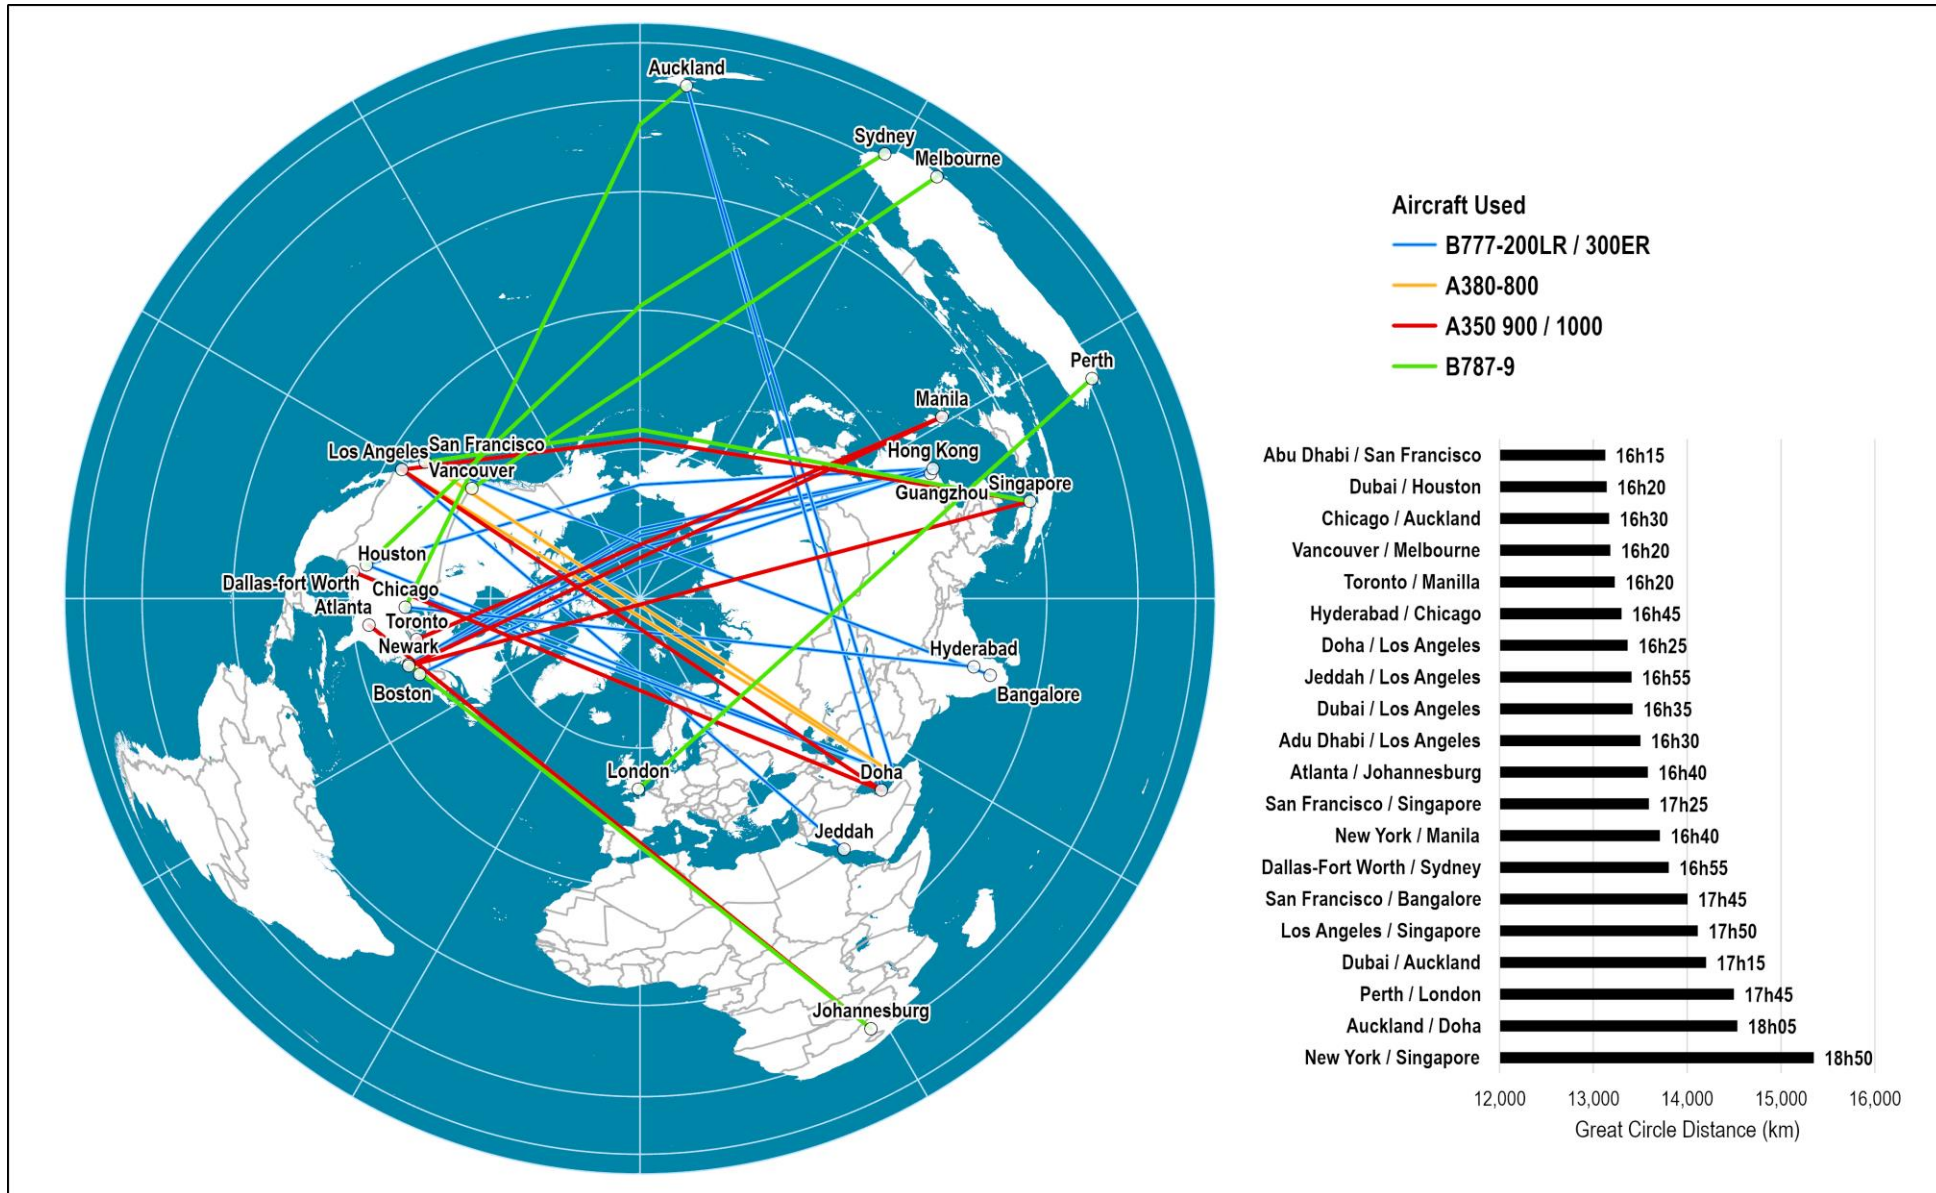 Auckland
Sydney
Melbourne
Perth
Manila
San Francisco
Los Angeles
Vancouver
Hong Kong
Guangzhou
Singapore
Houston
Dallas-fort Worth
Chicago
Atlanta
Toronto
Newark
Boston
Hyderabad
Bangalore
London
Doha
Jeddah
Johannesburg
Aircraft Used
B777-200LR / 300ER
A380-800
A350 900 / 1000
B787-9
Abu Dhabi / San Francisco 16h15
Dubai / Houston 16h20
Chicago / Auckland 16h30
Vancouver / Melbourne 16h20
Toronto / Manilla 16h20
Hyderabad / Chicago 16h45
Doha / Los Angeles 16h25
Jeddah / Los Angeles 16h55
Dubai / Los Angeles 16h35
Adu Dhabi / Los Angeles 16h30
Atlanta / Johannesburg 16h40
San Francisco / Singapore 17h25
New York / Manila 16h40
Dallas-Fort Worth / Sydney 16h55
San Francisco / Bangalore 17h45
Los Angeles / Singapore 17h50
Dubai / Auckland 17h15
Perth / London 17h45
Auckland / Doha 18h05
New York / Singapore 18h50
12,000 13,000 14,000 15,000 16,000
Great Circle Distance (km)